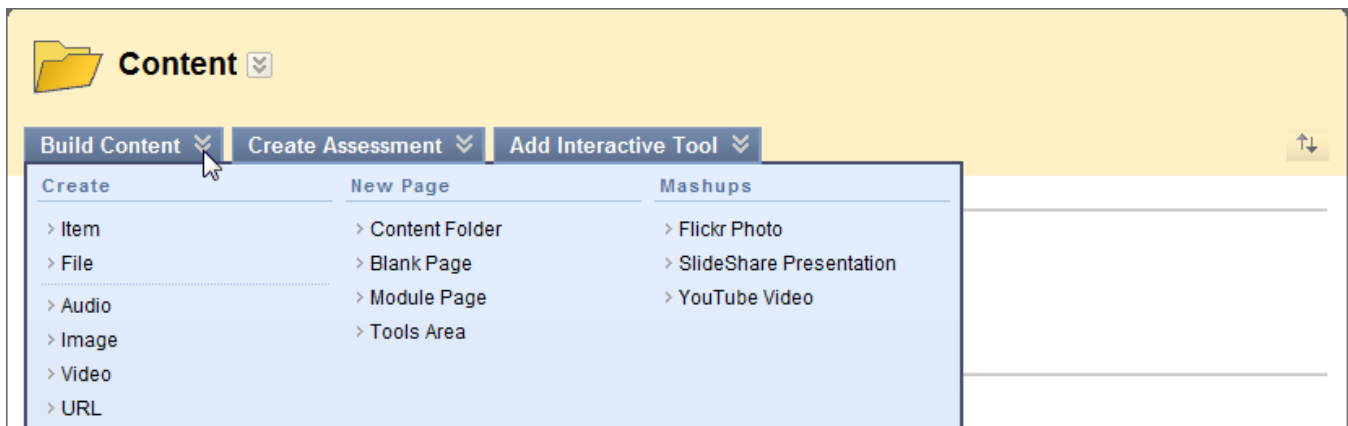 Content
Build Content
Create Assessment
Add Interactive Tool
Create
Item
File
Audio
Image
Video
URL
New Page
Content Folder
Blank Page
Module Page
Tools Area
Mashups
Flickr Photo
SlideShare Presentation
YouTube Video